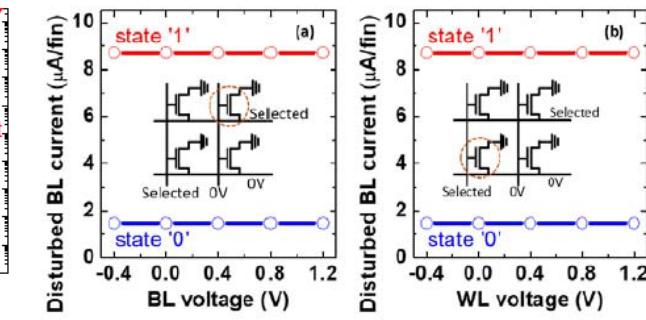 Disturbed BL current (μA/fin)
10
8
6
4
2
0
state '1'
(a)
Selected
Selected 0V 0V
state '0'
-0.4 0.0 0.4 0.8 1.2
BL voltage (V)
Disturbed BL current (μA/fin)
10
8
6
4
2
0
state '1'
(b)
Selected
Selected 0V 0V
state '0'
-0.4 0.0 0.4 0.8 1.2
WL voltage (V)